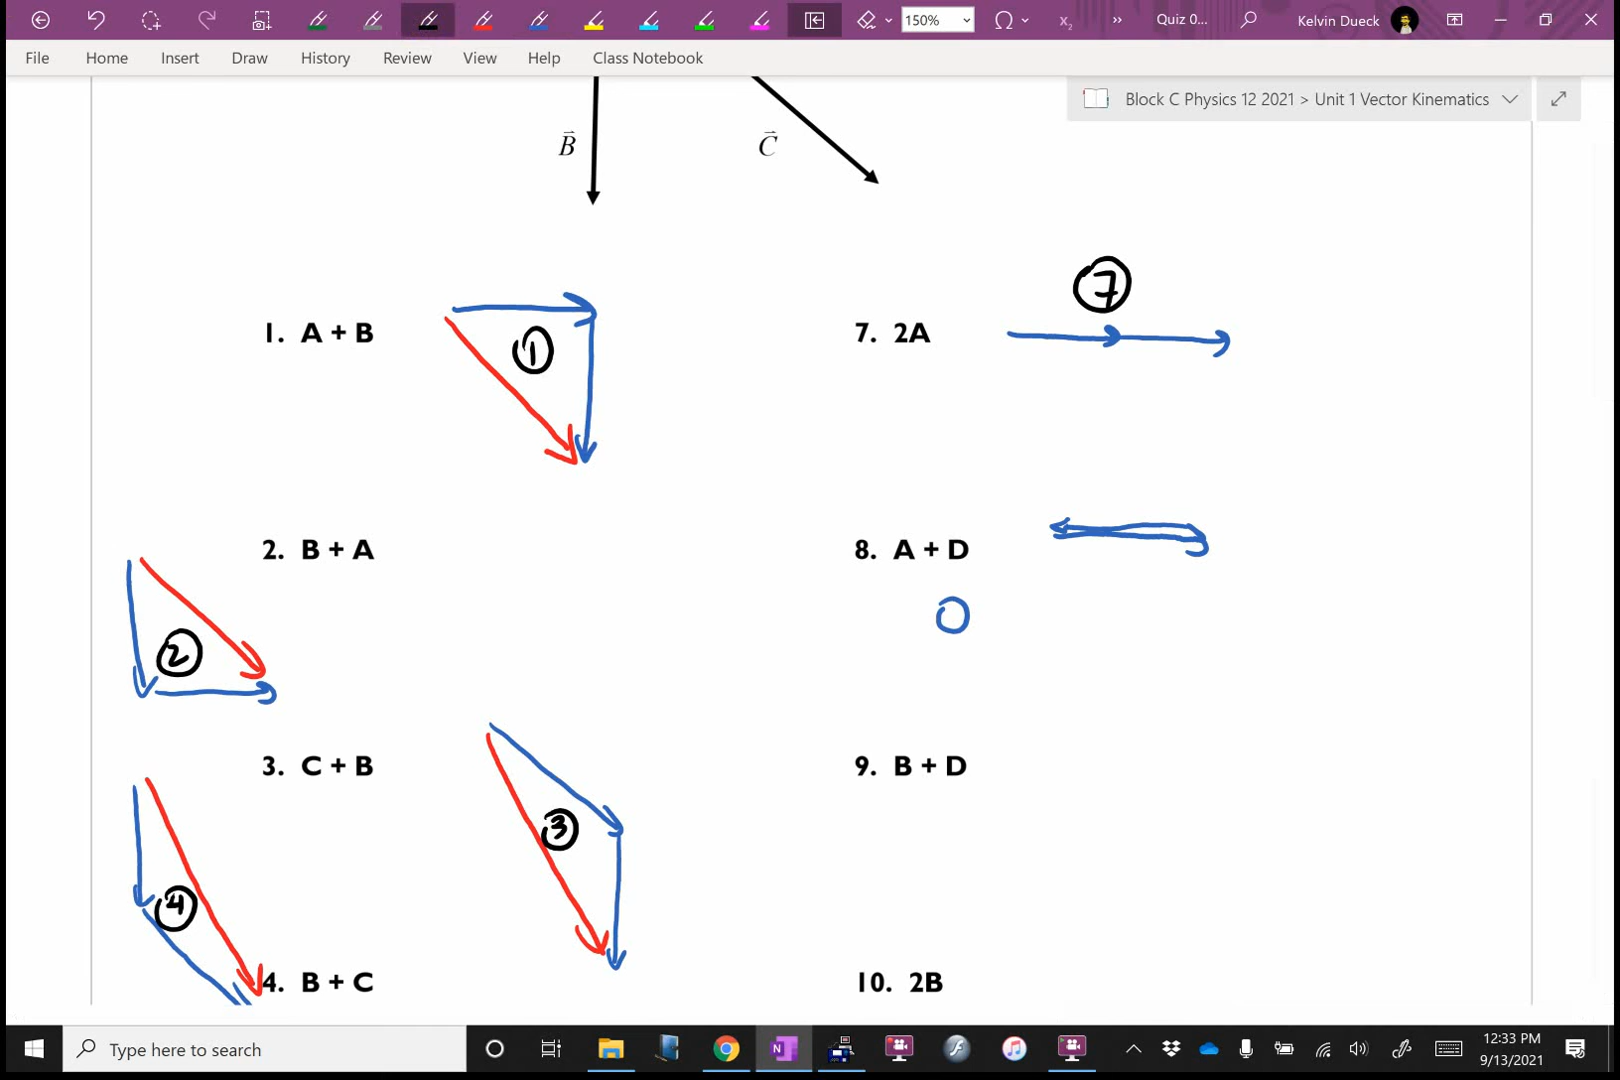 150%
Ω
x₂
»
Quiz 0...
Kelvin Dueck
File
Home
Insert
Draw
History
Review
View
Help
Class Notebook
Block C Physics 12 2021 > Unit 1 Vector Kinematics
B
C
1. A + B
1
2. B + A
2
3. C + B
3
4
4. B + C
7
7. 2A
8. A + D
0
9. B + D
10. 2B
Type here to search
N
12:33 PM
9/13/2021